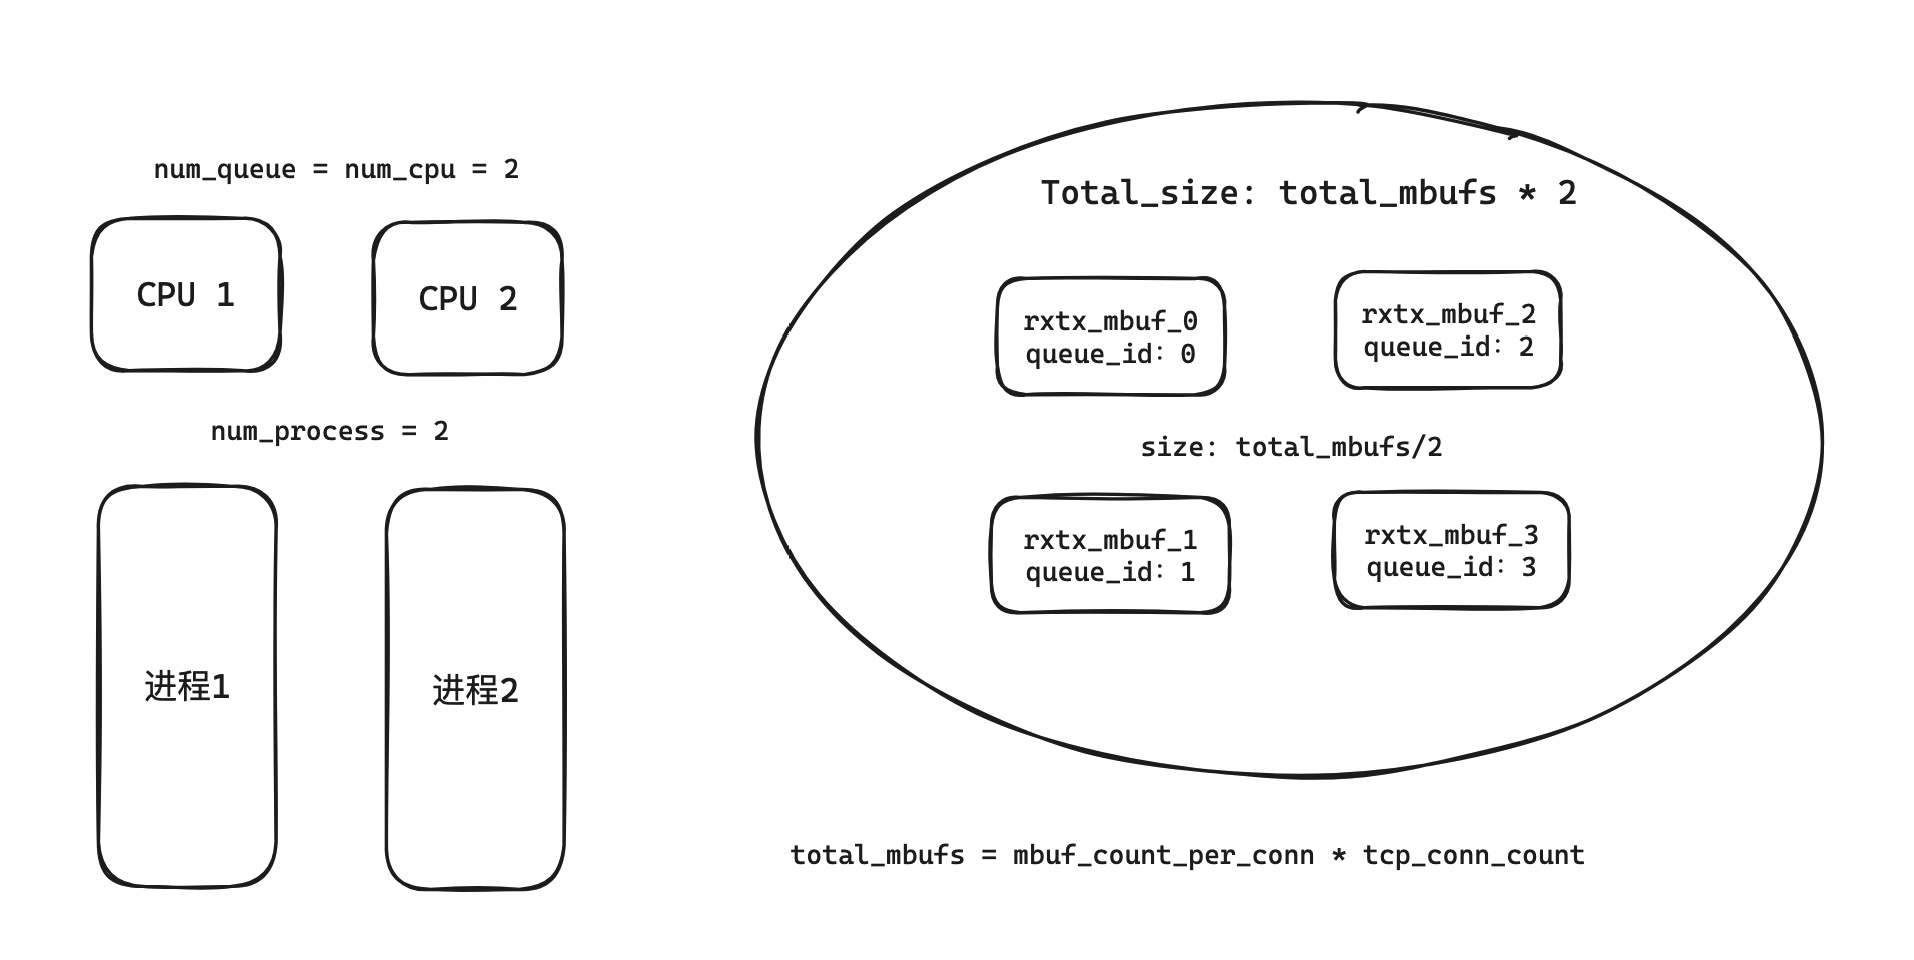 num_queue = num_cpu = 2
CPU 1
CPU 2
num_process = 2
进程1
进程2
Total_size: total_mbufs * 2
rxtx_mbuf_0
queue_id: 0
rxtx_mbuf_2
queue_id: 2
size: total_mbufs/2
rxtx_mbuf_1
queue_id: 1
rxtx_mbuf_3
queue_id: 3
total_mbufs = mbuf_count_per_conn * tcp_conn_count